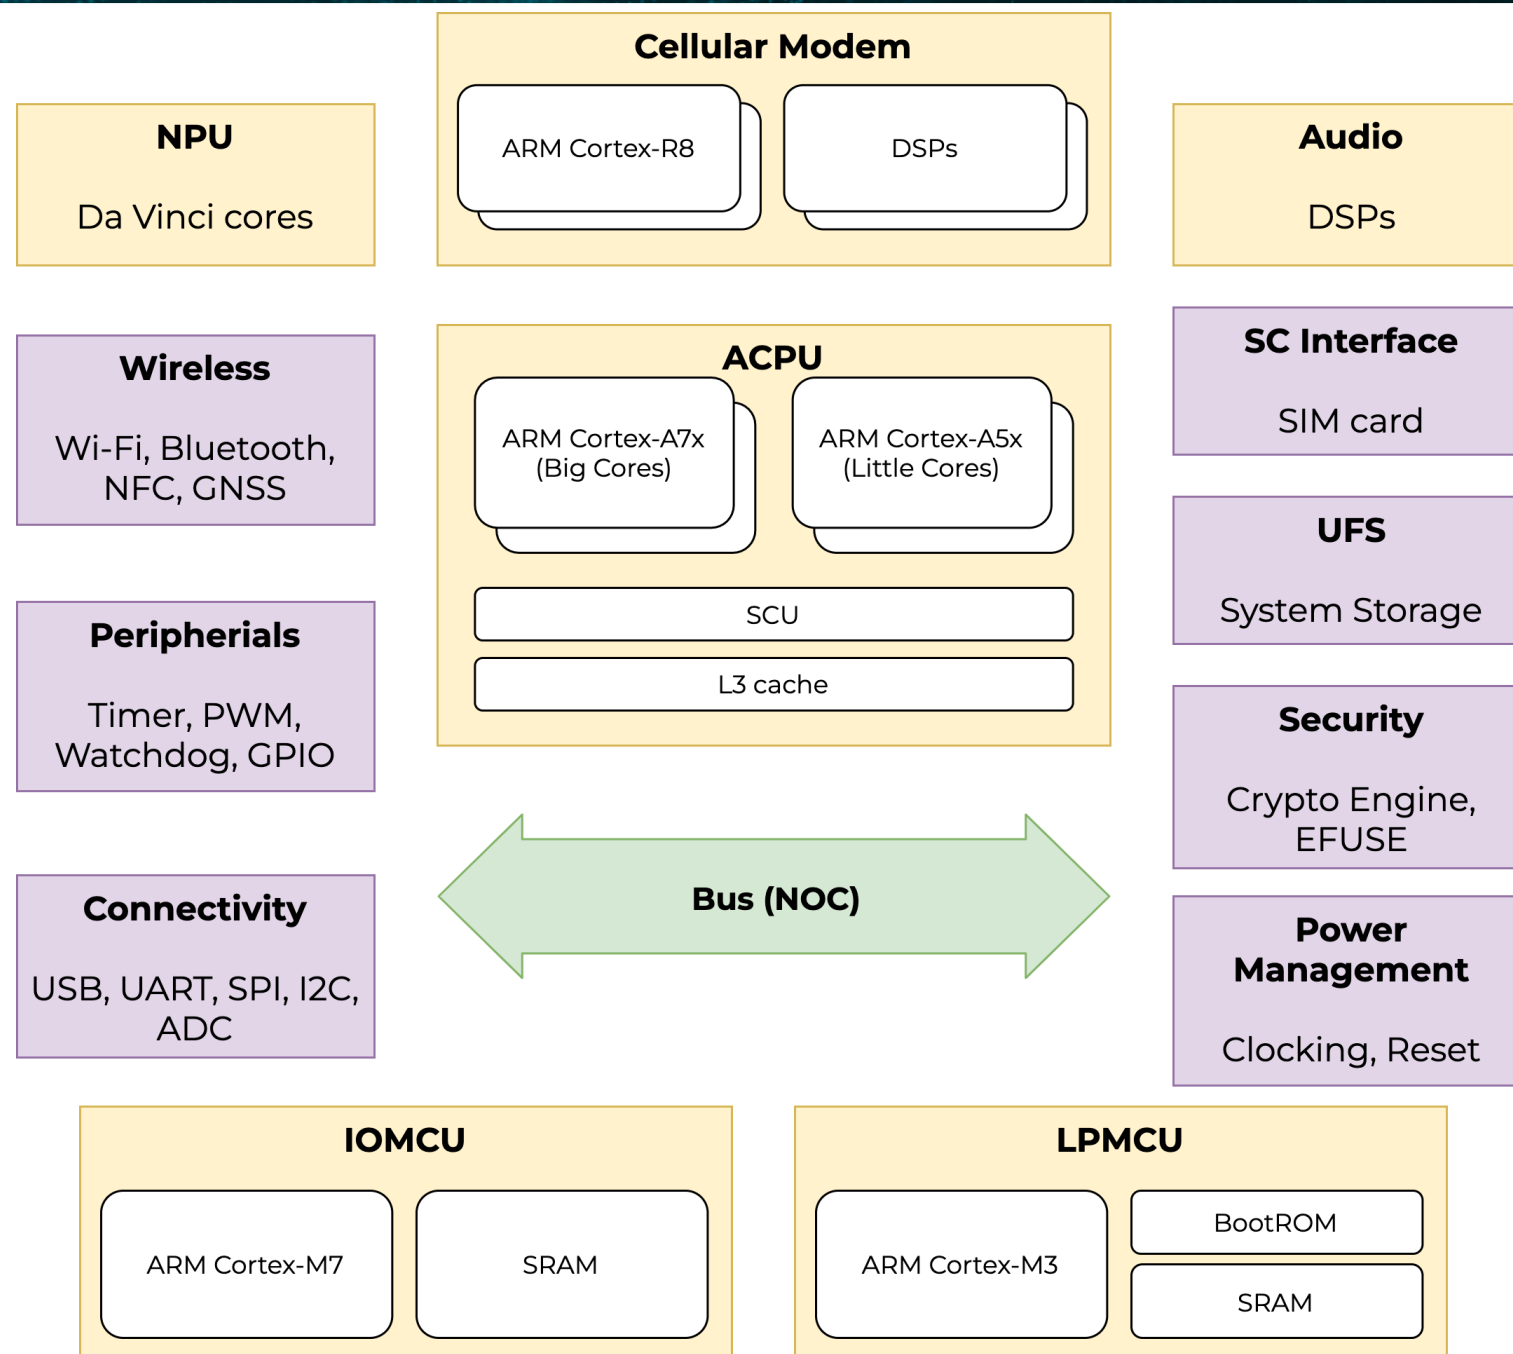 Cellular Modem
ARM Cortex-R8
DSPs
NPU
Da Vinci cores
Audio
DSPs
Wireless
Wi-Fi, Bluetooth,
NFC, GNSS
ACPU
ARM Cortex-A7x
(Big Cores)
ARM Cortex-A5x
(Little Cores)
SCU
L3 cache
SC Interface
SIM card
UFS
System Storage
Peripherials
Timer, PWM,
Watchdog, GPIO
Security
Crypto Engine,
EFUSE
Bus (NOC)
Connectivity
USB, UART, SPI, I2C,
ADC
Power
Management
Clocking, Reset
IOMCU
ARM Cortex-M7
SRAM
LPMCU
ARM Cortex-M3
BootROM
SRAM